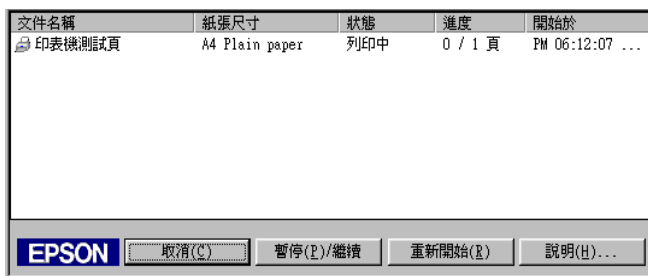 文件名稱 紙張尺寸 狀態 進度 開始於
印表機測試頁 A4 Plain paper 列印中 0 / 1 頁 PM 06:12:07 ...
EPSON 取消(C) 暫停(P)/繼續 重新開始(R) 說明(H)...